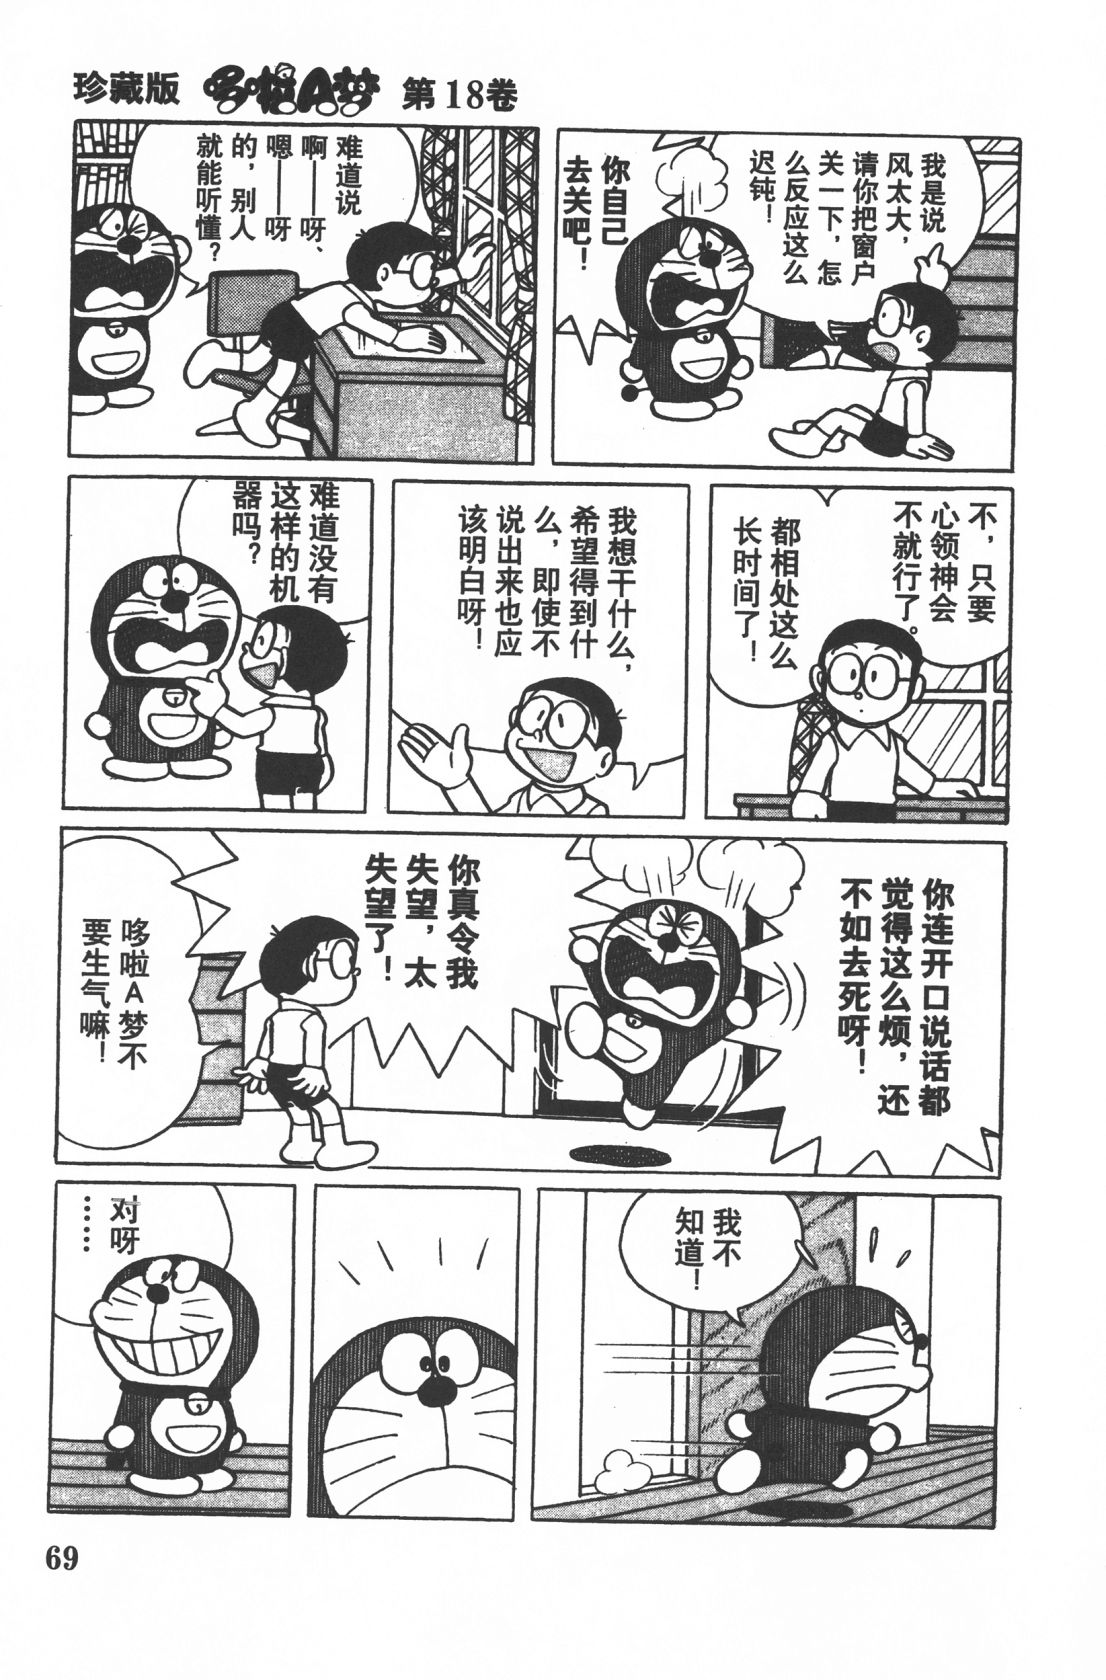 珍藏版 哆啦A梦 第18卷
我是说
风太大，
请你把窗户
关一下，怎
么反应这么
迟钝！
你自己
去关吧！
难道说
啊——呀、
嗯——呀
的，别人
就能听懂？
不，只要
心领神会
不就行了。
都相处这么
长时间了！
我想干什么，
希望得到什
么，即使不
说出来也应
该明白呀！
难道没有
这样的机
器吗？
你连开口说话都
觉得这么烦，还
不如去死呀！
你真令我
失望，太
失望了！
哆啦A梦不
要生气嘛！
我不
知道！
对呀
……
69